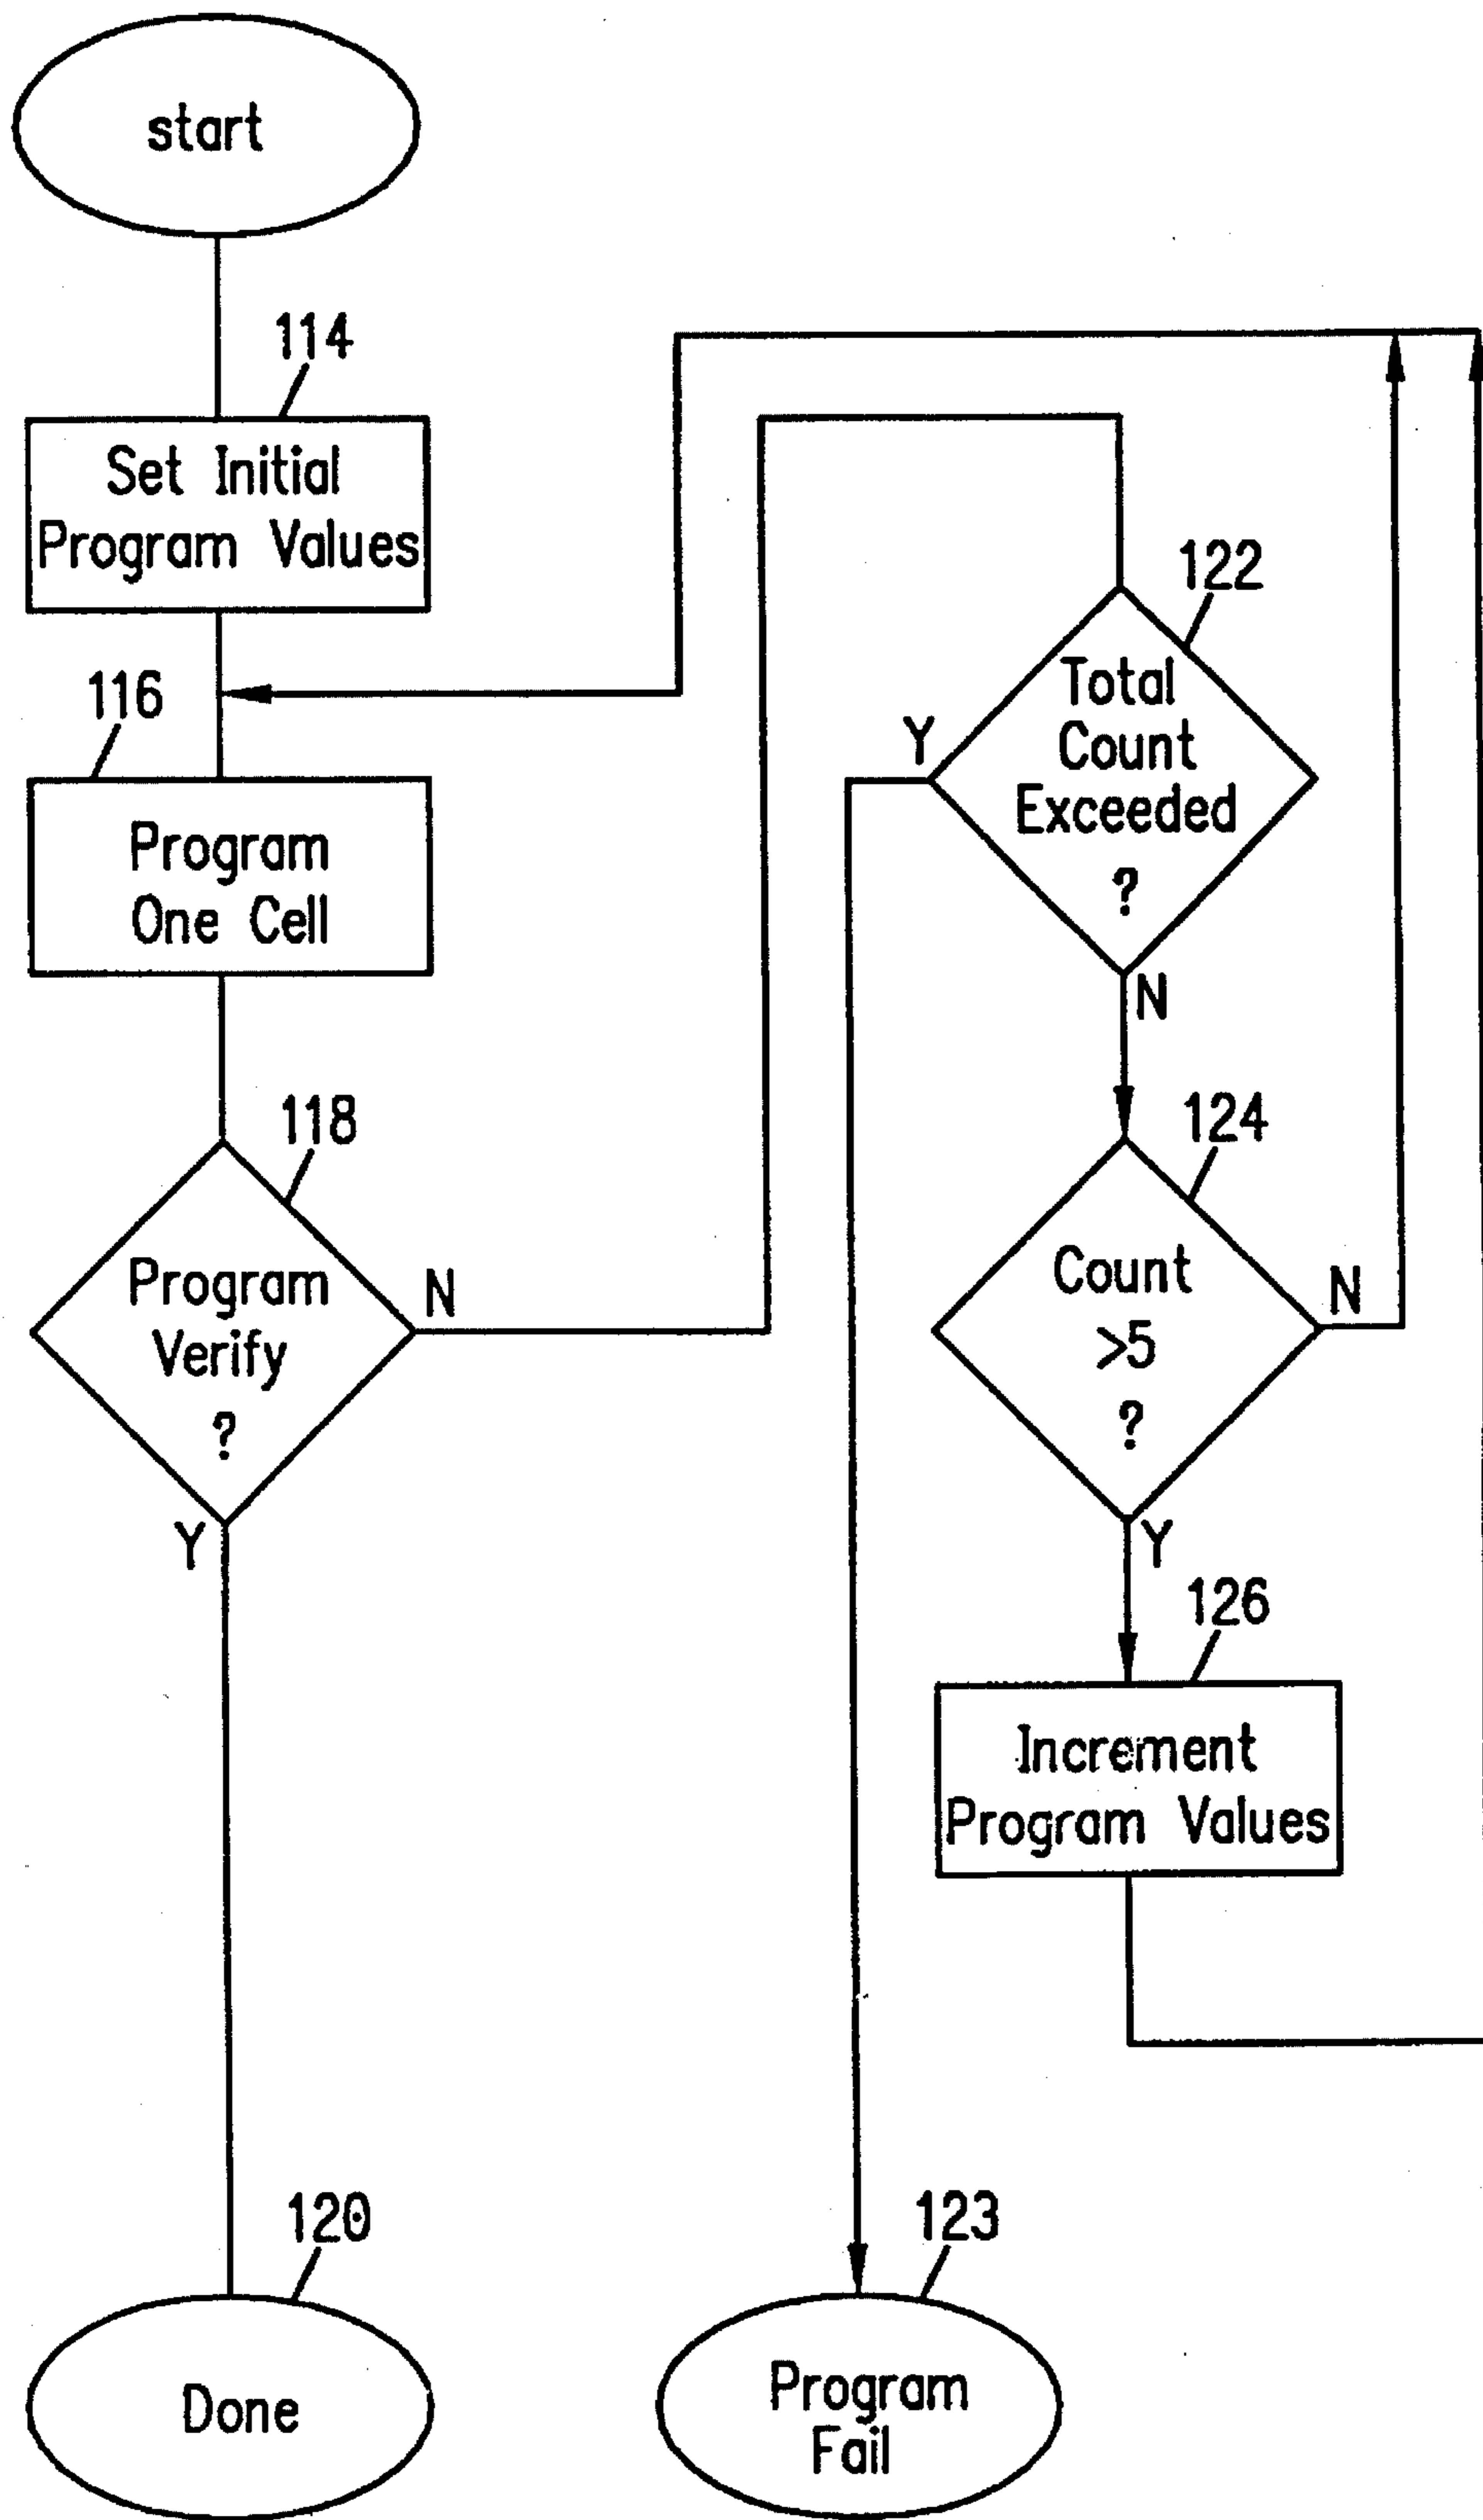 start
114
Set Initial
Program Values
116
Program
One Cell
118
Program
Verify
?
N
Y
120
Done
122
Total
Count
Exceeded
?
Y
N
124
Count
>5
?
N
Y
126
Increment
Program Values
123
Program
Fail